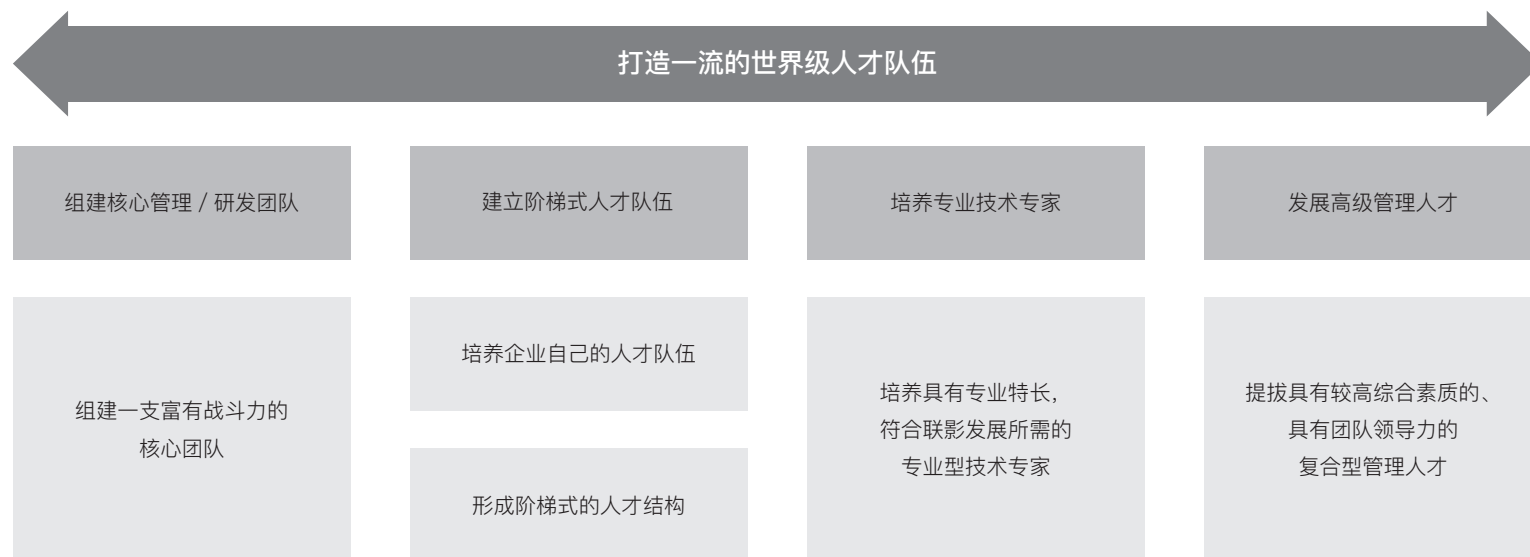 打造一流的世界级人才队伍
组建核心管理 / 研发团队
建立阶梯式人才队伍
培养专业技术专家
发展高级管理人才
组建一支富有战斗力的
核心团队
培养企业自己的人才队伍
形成阶梯式的人才结构
培养具有专业特长，
符合联影发展所需的
专业型技术专家
提拔具有较高综合素质的、
具有团队领导力的
复合型管理人才